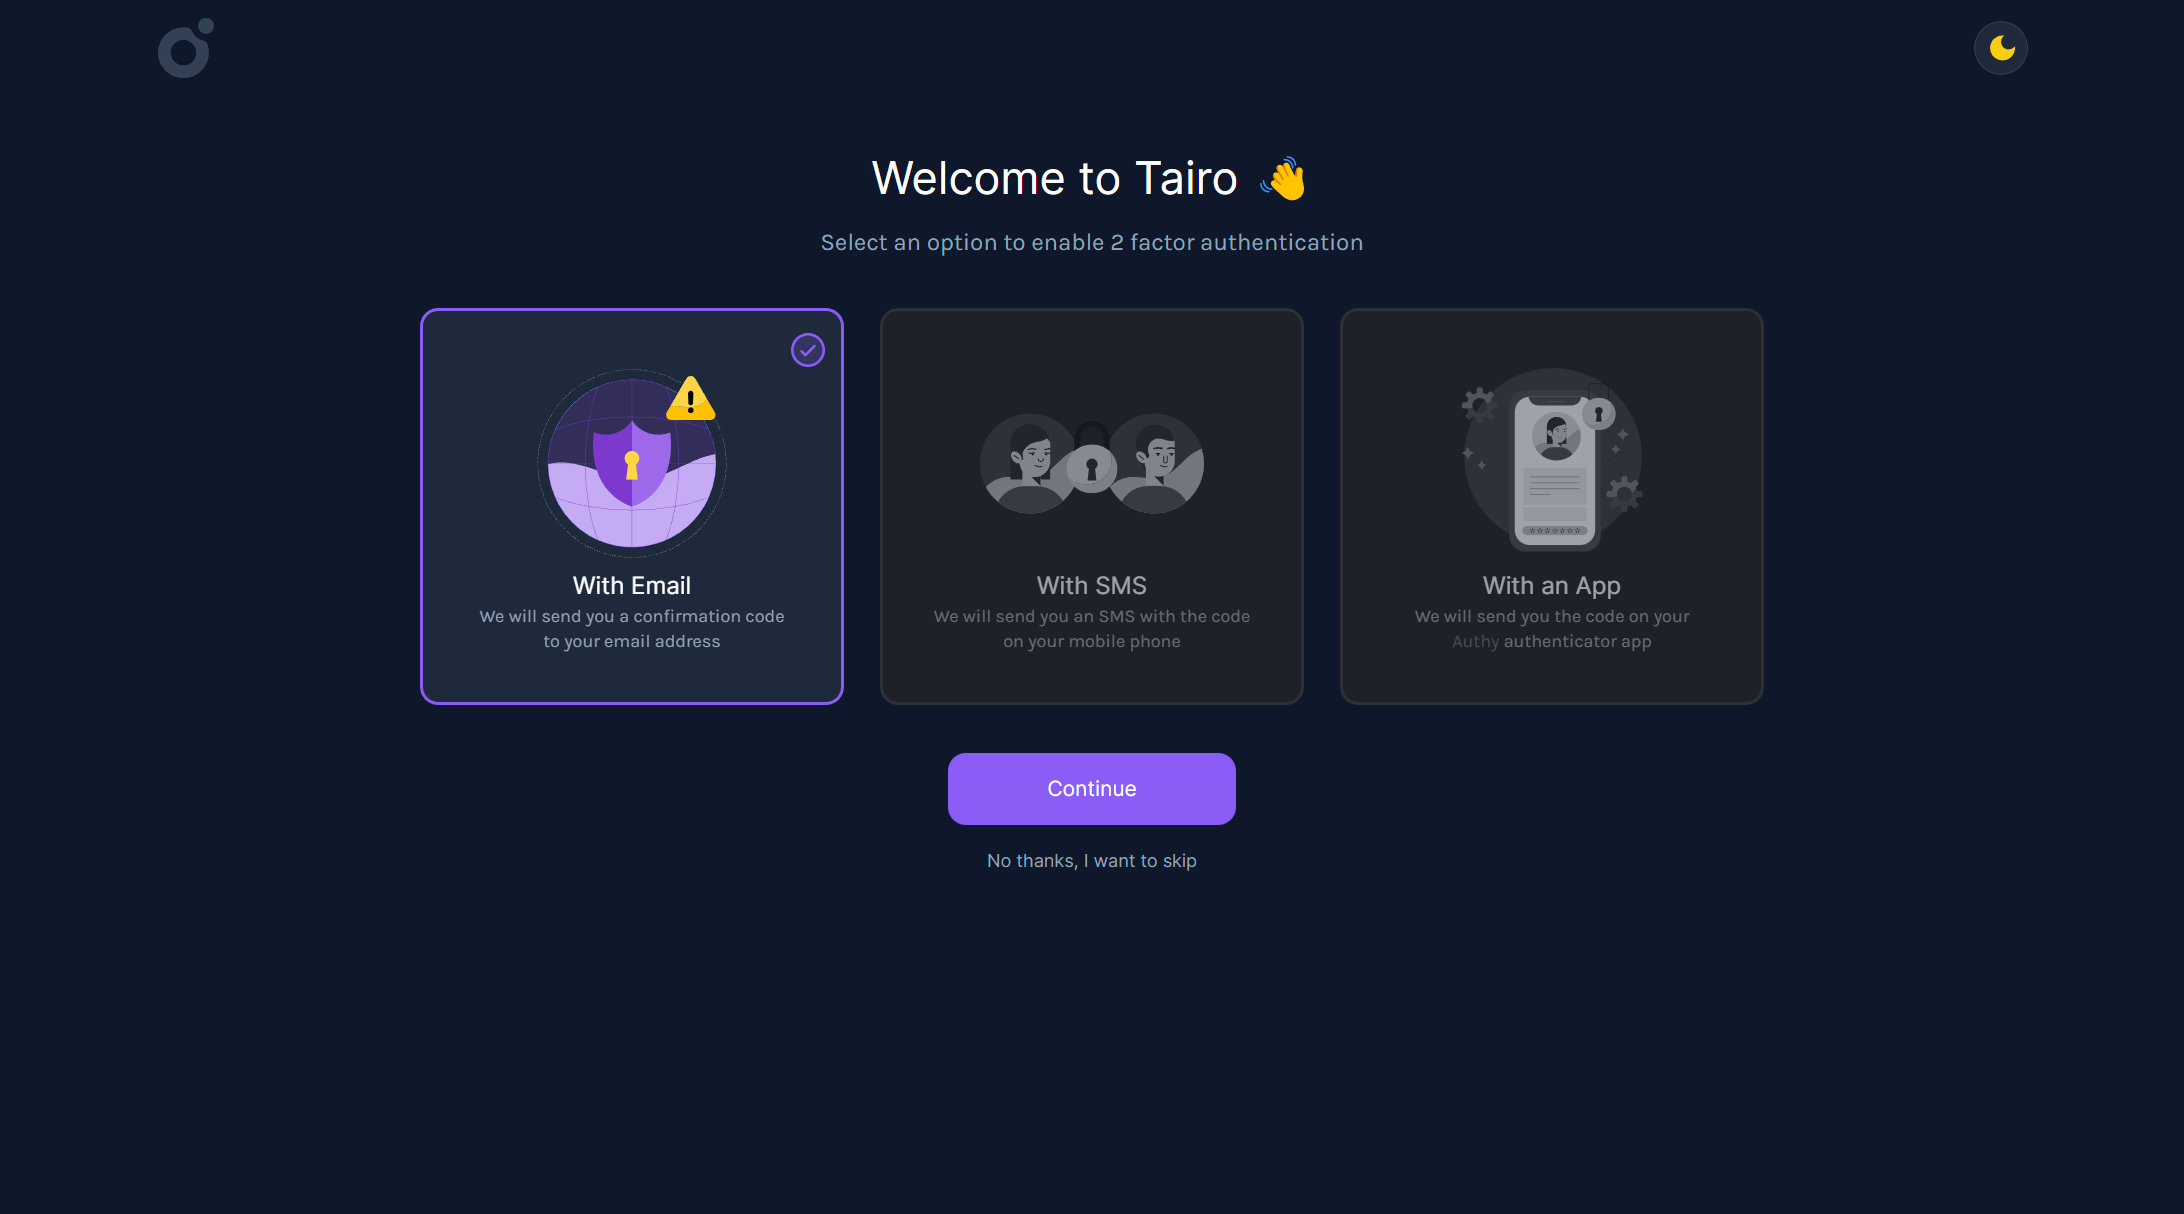 Welcome to Tairo 👋
Select an option to enable 2 factor authentication
With Email
We will send you a confirmation code
to your email address
With SMS
We will send you an SMS with the code
on your mobile phone
With an App
We will send you the code on your
Authy authenticator app
Continue
No thanks, I want to skip